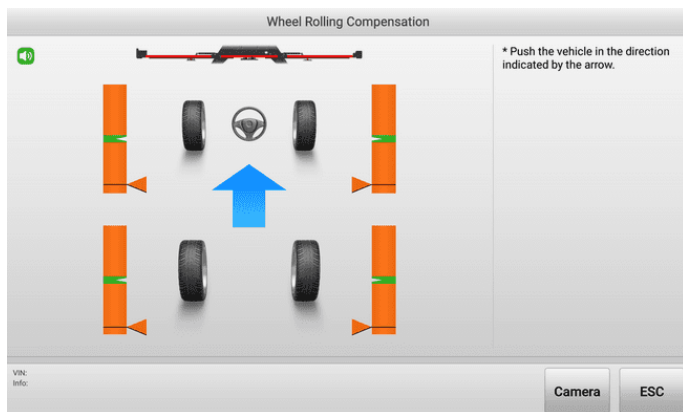 Wheel Rolling Compensation
* Push the vehicle in the direction
indicated by the arrow.
VIN:
Info:
Camera
ESC